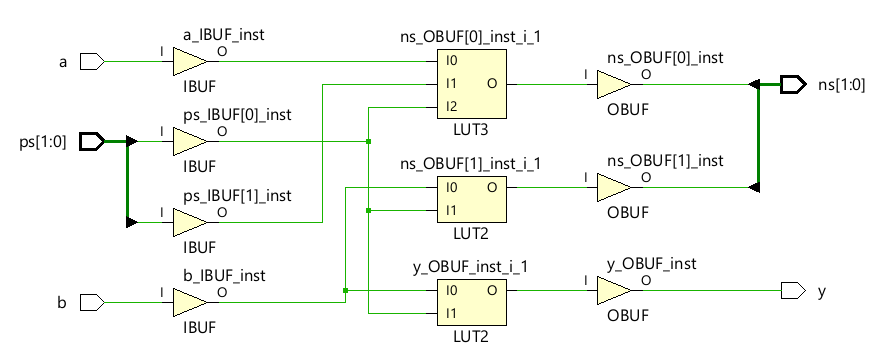 a_IBUF_inst
a
I
O
IBUF
ps_IBUF[0]_inst
ps[1:0]
I
O
IBUF
ps_IBUF[1]_inst
I
O
IBUF
b_IBUF_inst
b
I
O
IBUF
ns_OBUF[0]_inst_i_1
I0
I1
I2
O
LUT3
ns_OBUF[1]_inst_i_1
I0
I1
O
LUT2
y_OBUF_inst_i_1
I0
I1
O
LUT2
ns_OBUF[0]_inst
I
O
OBUF
ns[1:0]
ns_OBUF[1]_inst
I
O
OBUF
y_OBUF_inst
I
O
OBUF
y